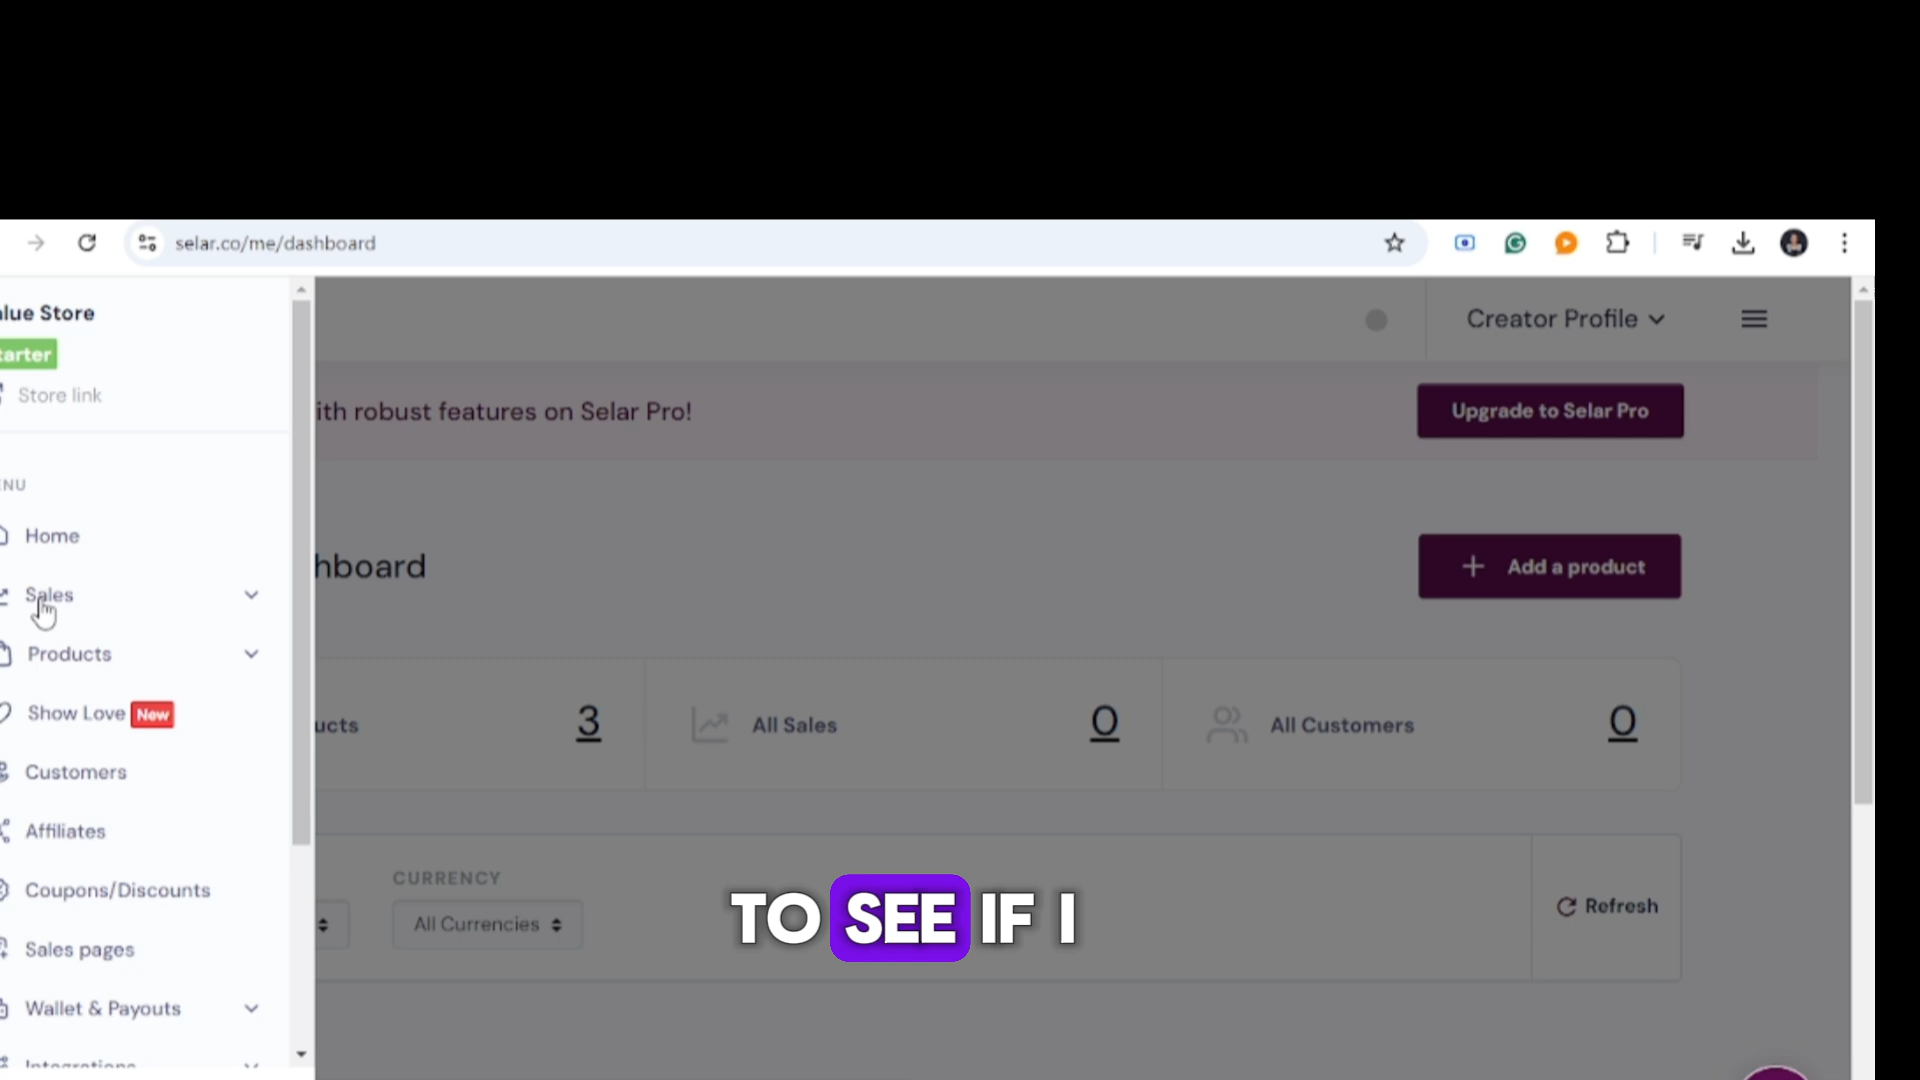 selar.co/me/dashboard
lue Store
tarter
Store link
Creator Profile
ith robust features on Selar Pro!
Upgrade to Selar Pro
ENU
Home
hboard
Add a product
Sales
Products
Show Love New
ucts 3
All Sales 0
All Customers 0
Customers
Affiliates
CURRENCY
Coupons/Discounts
All Currencies
TO SEE IF I
Refresh
Sales pages
Wallet & Payouts
Integrations